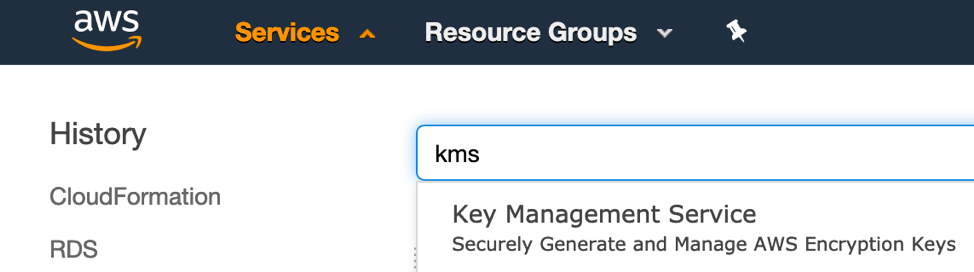 aws
Services
Resource Groups
History
kms
CloudFormation
Key Management Service
Securely Generate and Manage AWS Encryption Keys
RDS